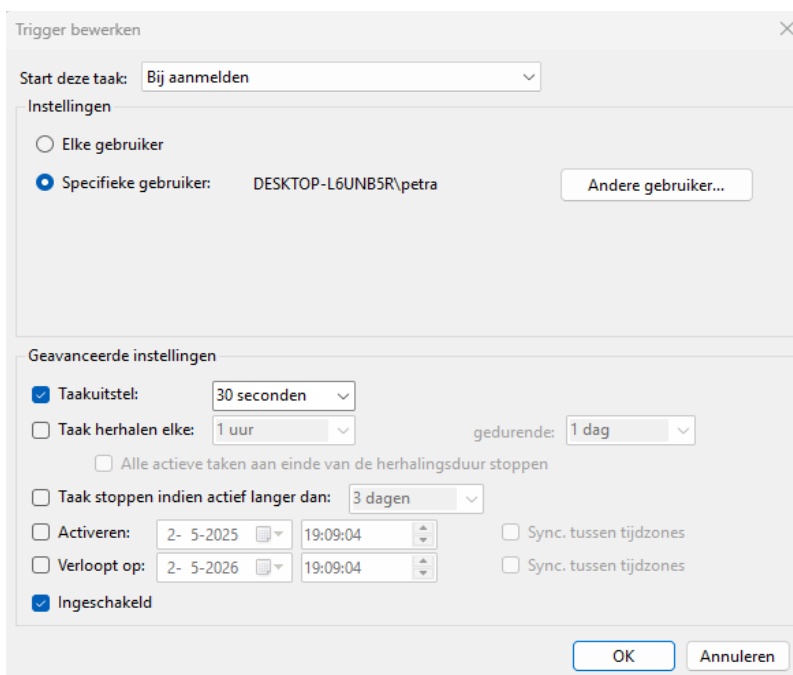 Trigger bewerken
Start deze taak: Bij aanmelden
Instellingen
Elke gebruiker
Specifieke gebruiker: DESKTOP-L6UNB5R\petra Andere gebruiker...
Geavanceerde instellingen
Taakuitstel: 30 seconden
Taak herhalen elke: 1 uur gedurende: 1 dag
Alle actieve taken aan einde van de herhalingsduur stoppen
Taak stoppen indien actief langer dan: 3 dagen
Activeren: 2- 5-2025 19:09:04 Sync. tussen tijdzones
Verloopt op: 2- 5-2026 19:09:04 Sync. tussen tijdzones
Ingeschakeld
OK Annuleren